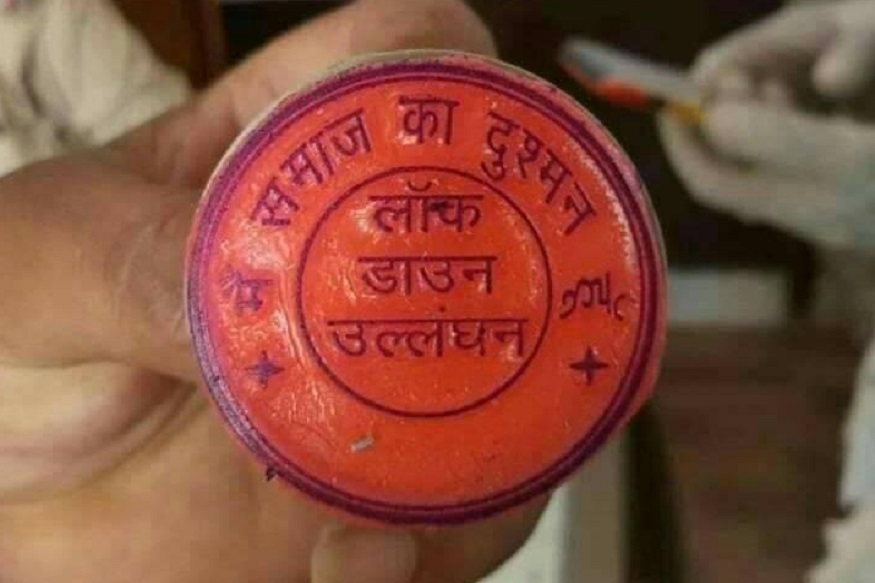 मैं समाज का दुश्मन हूँ
लॉक
डाउन
उल्लंघन